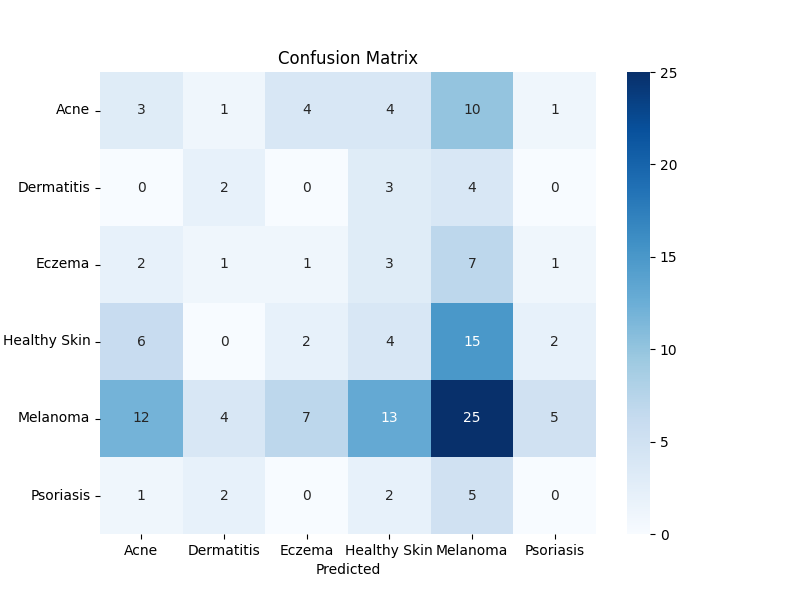 Confusion Matrix
Acne 3 1 4 4 10 1
Dermatitis 0 2 0 3 4 0
Eczema 2 1 1 3 7 1
Healthy Skin 6 0 2 4 15 2
Melanoma 12 4 7 13 25 5
Psoriasis 1 2 0 2 5 0
Acne Dermatitis Eczema Healthy Skin Melanoma Psoriasis
Predicted
25
20
15
10
5
0